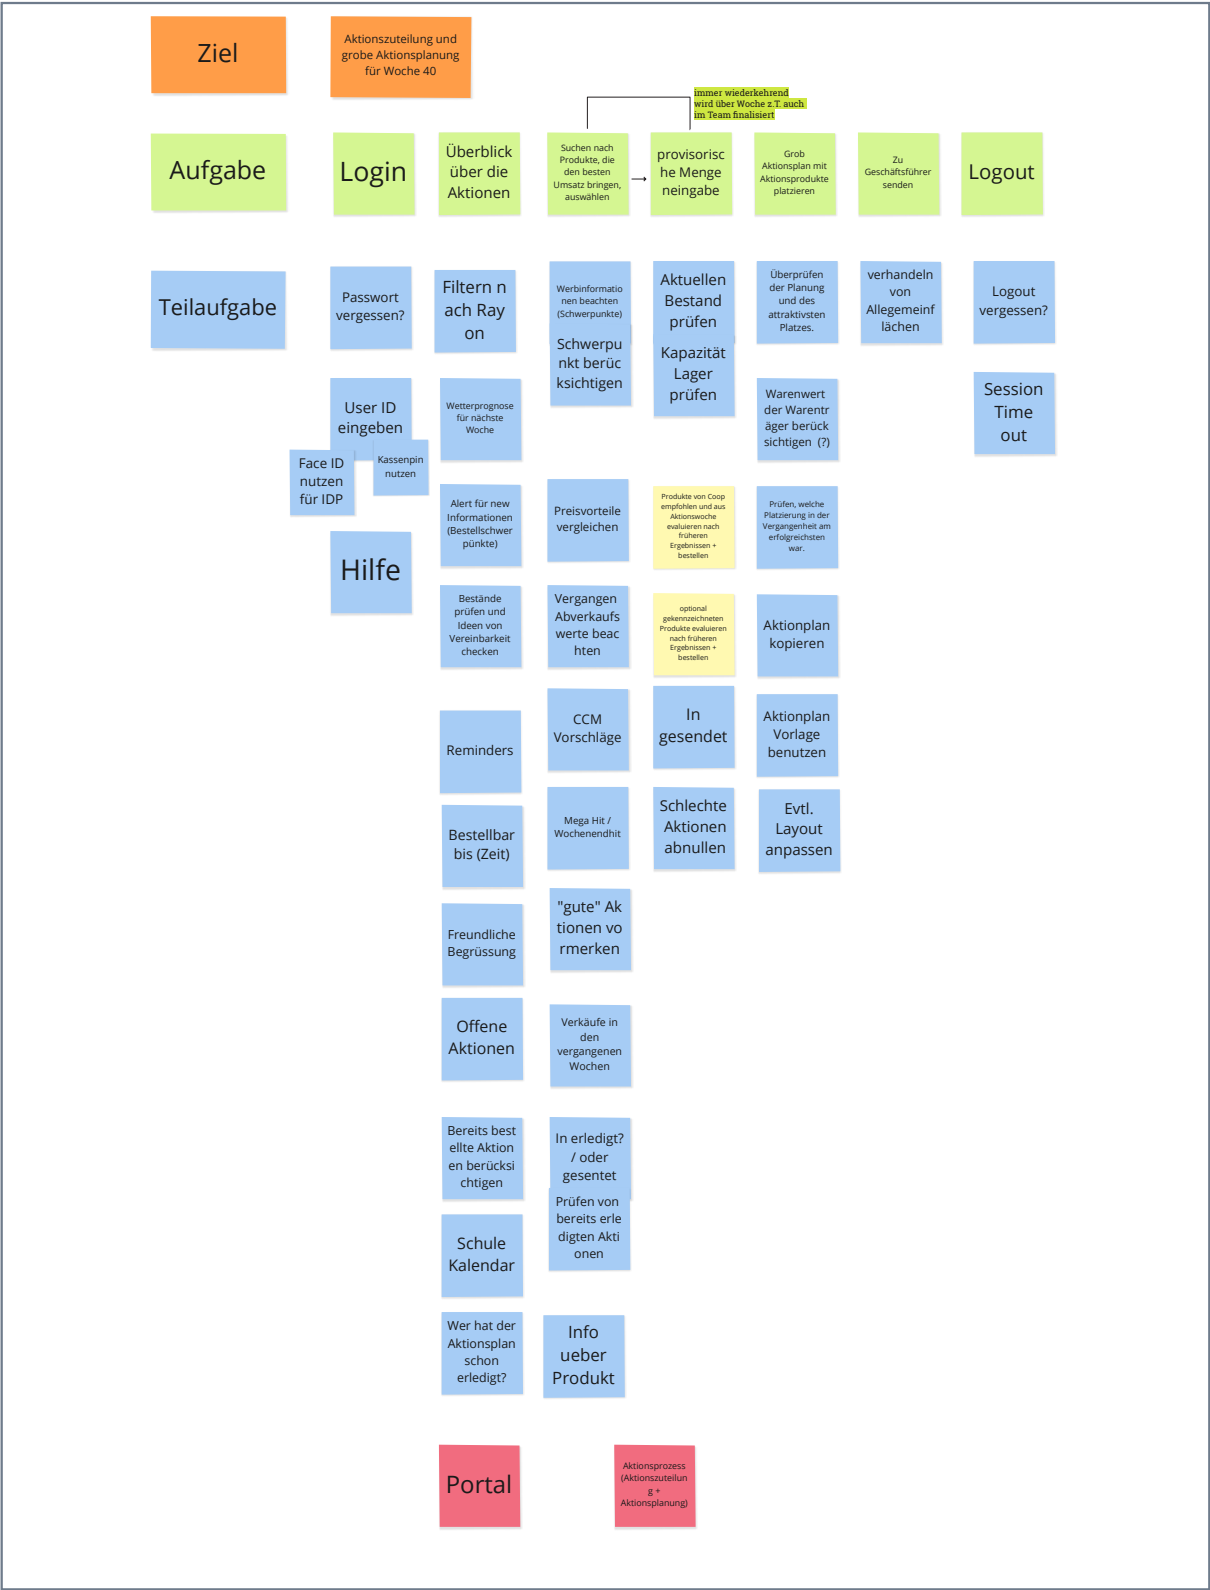 Ziel
Aktionszuteilung und
grobe Aktionsplanung
für Woche 40
immer wiederkehrend
wird über Woche z.T. auch
im Team finalisiert
Aufgabe
Login
Überblick
über die
Aktionen
Suchen nach
Produkte, die
den besten
Umsatz bringen,
auswählen
provisorisc
he Menge
neingabe
Grob
Aktionsplan mit
Aktionsprodukte
platzieren
Zu
Geschäftsführer
senden
Logout
Teilaufgabe
Passwort
vergessen?
User ID
eingeben
Face ID
nutzen
für IDP
Kassenpin
nutzen
Hilfe
Filtern n
ach Ray
on
Wetterprognose
für nächste
Woche
Alert für new
Informationen
(Bestellschwer
pünkte)
Bestände
prüfen und
Ideen von
Vereinbarkeit
checken
Reminders
Bestellbar
bis (Zeit)
Freundliche
Begrüssung
Offene
Aktionen
Bereits best
ellte Aktion
en berücksi
chtigen
Schule
Kalendar
Wer hat der
Aktionsplan
schon
erledigt?
Werbinformatio
nen beachten
(Schwerpunkte)
Schwerpu
nkt berüc
ksichtigen
Preisvorteile
vergleichen
Vergangen
Abverkaufs
werte beac
hten
CCM
Vorschläge
Mega Hit /
Wochenendhit
"gute" Ak
tionen vo
rmerken
Verkäufe in
den
vergangenen
Wochen
In erledigt?
/ oder
gesentet
Prüfen von
bereits erle
digten Akti
onen
Info
ueber
Produkt
Aktuellen
Bestand
prüfen
Kapazität
Lager
prüfen
Produkte von Coop
empfohlen und aus
Aktionswoche
evaluieren nach
früheren
Ergebnissen +
bestellen
optional
gekennzeichneten
Produkte evaluieren
nach früheren
Ergebnissen +
bestellen
In
gesendet
Schlechte
Aktionen
abnullen
Überprüfen
der Planung
und des
attraktivsten
Platzes.
Warenwert
der Warentr
äger berück
sichtigen (?)
Prüfen, welche
Platzierung in der
Vergangenheit am
erfolgreichsten
war.
Aktionplan
kopieren
Aktionplan
Vorlage
benutzen
Evtl.
Layout
anpassen
verhandeln
von
Allegemeinf
lächen
Logout
vergessen?
Session
Time
out
Portal
Aktionsprozess
(Aktionszuteilun
g +
Aktionsplanung)